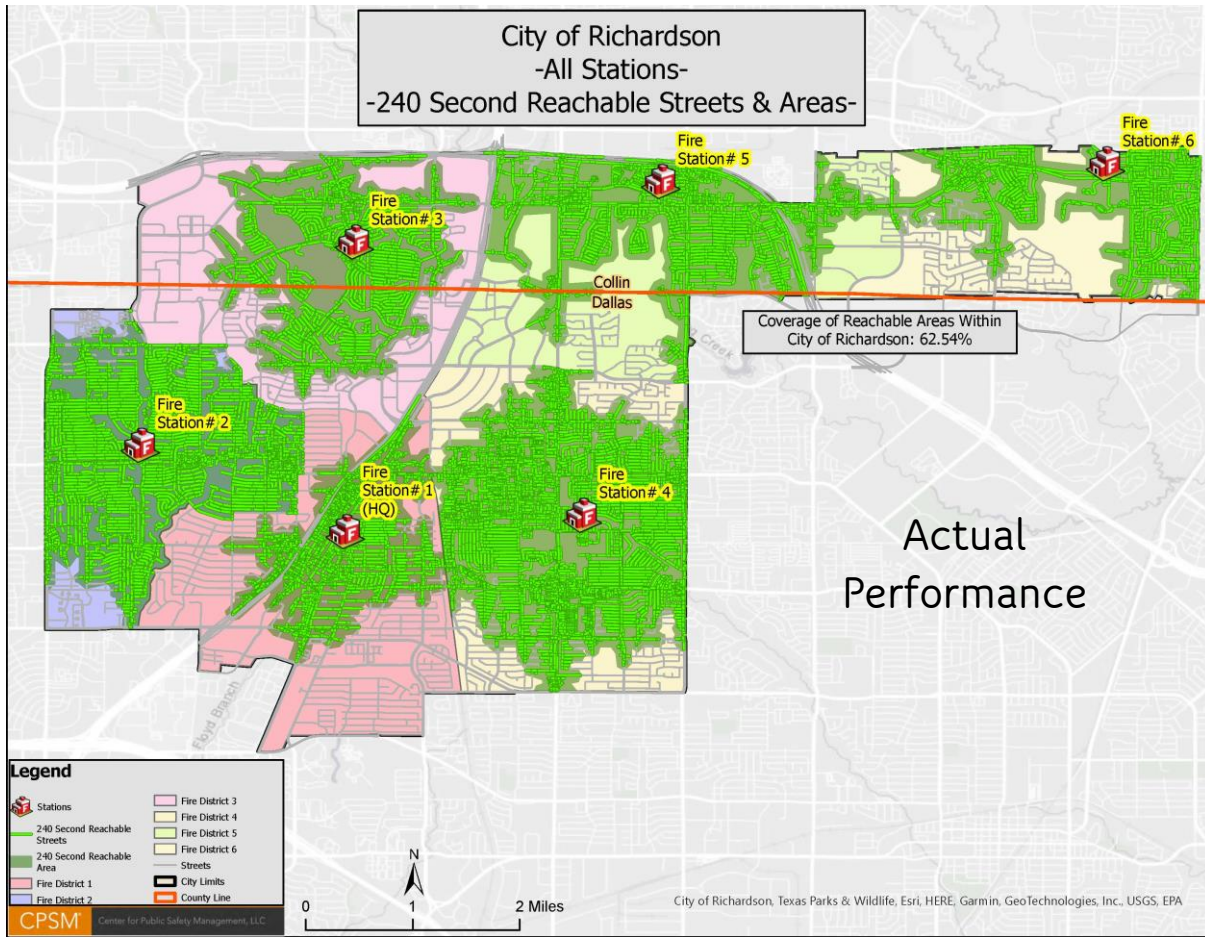 City of Richardson
-All Stations-
-240 Second Reachable Streets & Areas-
Fire
Station# 5
Fire
Station# 6
Fire
Station# 3
Collin
Dallas
Coverage of Reachable Areas Within
City of Richardson: 62.54%
Creek
Fire
Station# 2
Fire
Station# 1
(HQ)
Fire
Station# 4
Actual
Performance
Floyd Branch
Legend
Stations
240 Second Reachable
Streets
240 Second Reachable
Area
Fire District 1
Fire District 2
Fire District 3
Fire District 4
Fire District 5
Fire District 6
Streets
City Limits
County Line
CPSM®
Center for Public Safety Management, LLC
N
0 1 2 Miles
City of Richardson, Texas Parks & Wildlife, Esri, HERE, Garmin, GeoTechnologies, Inc., USGS, EPA